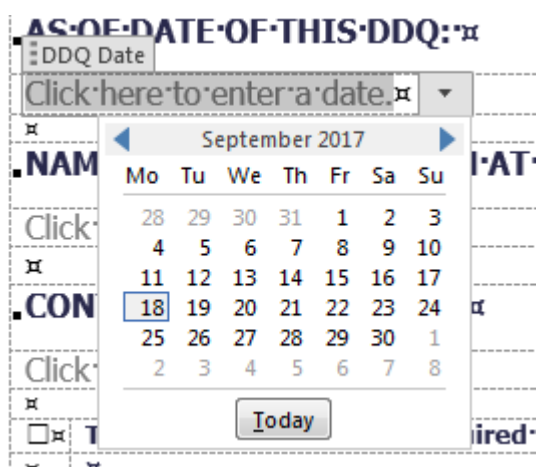 AS·OF·DATE·OF·THIS·DDQ:·¤
DDQ Date
Click·here·to·enter·a·date.¤
¤
September 2017
NAM
·AT·
Mo Tu We Th Fr Sa Su
28 29 30 31 1 2 3
Click·
4 5 6 7 8 9 10
¤
11 12 13 14 15 16 17
CON
18 19 20 21 22 23 24
¤
25 26 27 28 29 30 1
Click·
2 3 4 5 6 7 8
¤
Today
☐¤ T
ired·